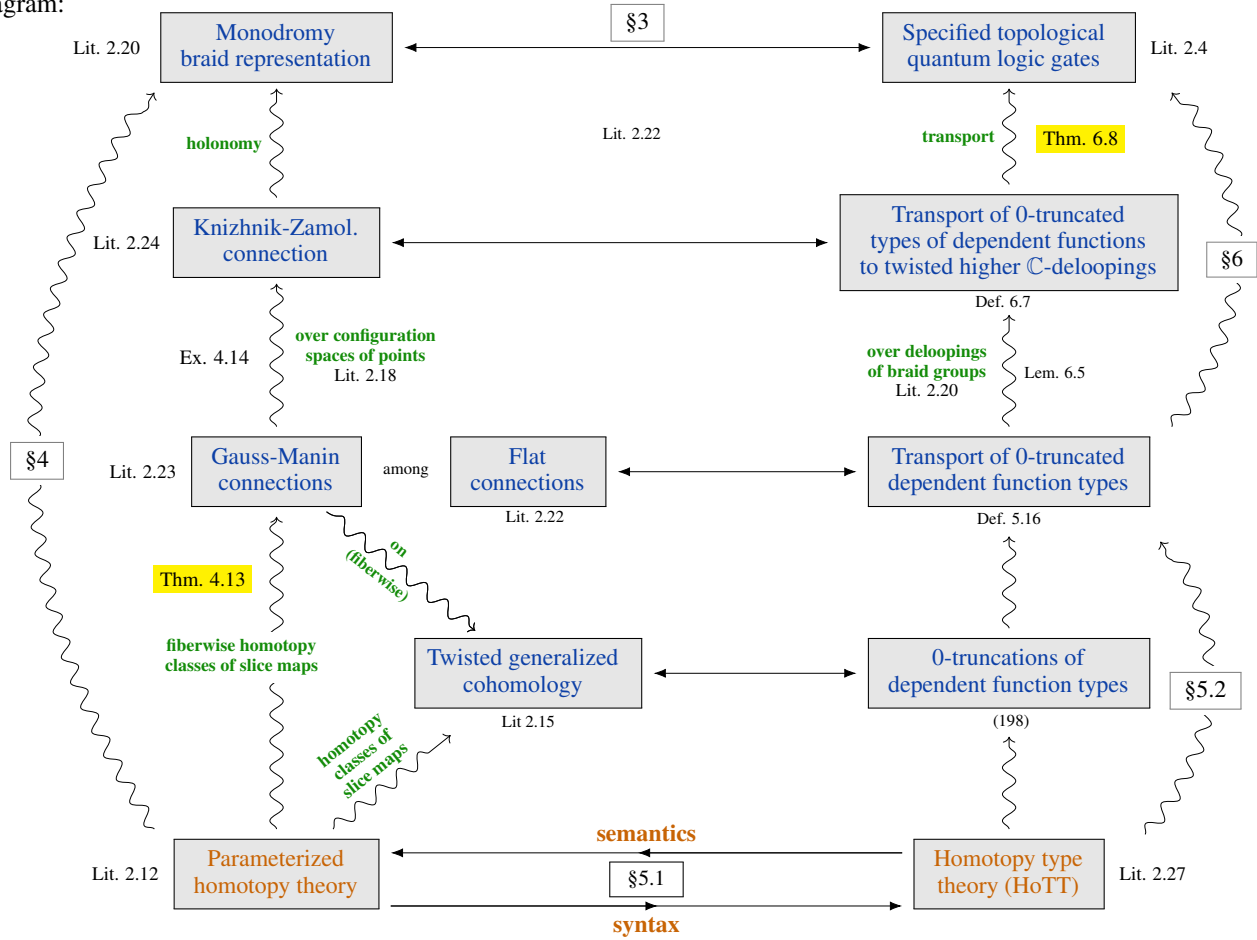 agram:
§3
Lit. 2.20
Monodromy
braid representation
Specified topological
quantum logic gates
Lit. 2.4
holonomy
Lit. 2.22
transport
Thm. 6.8
Lit. 2.24
Knizhnik-Zamol.
connection
Transport of 0-truncated
types of dependent functions
to twisted higher ℂ-deloopings
§6
Def. 6.7
Ex. 4.14
over configuration
spaces of points
Lit. 2.18
over deloopings
of braid groups
Lit. 2.20
Lem. 6.5
§4
Lit. 2.23
Gauss-Manin
connections
among
Flat
connections
Lit. 2.22
Transport of 0-truncated
dependent function types
Def. 5.16
on
(fiberwise)
Thm. 4.13
fiberwise homotopy
classes of slice maps
Twisted generalized
cohomology
Lit 2.15
0-truncations of
dependent function types
(198)
§5.2
homotopy
classes of
slice maps
semantics
Lit. 2.12
Parameterized
homotopy theory
§5.1
Homotopy type
theory (HoTT)
Lit. 2.27
syntax